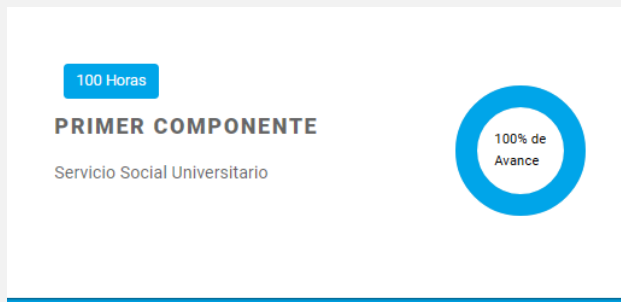 100 Horas
PRIMER COMPONENTE
Servicio Social Universitario
100% de
Avance